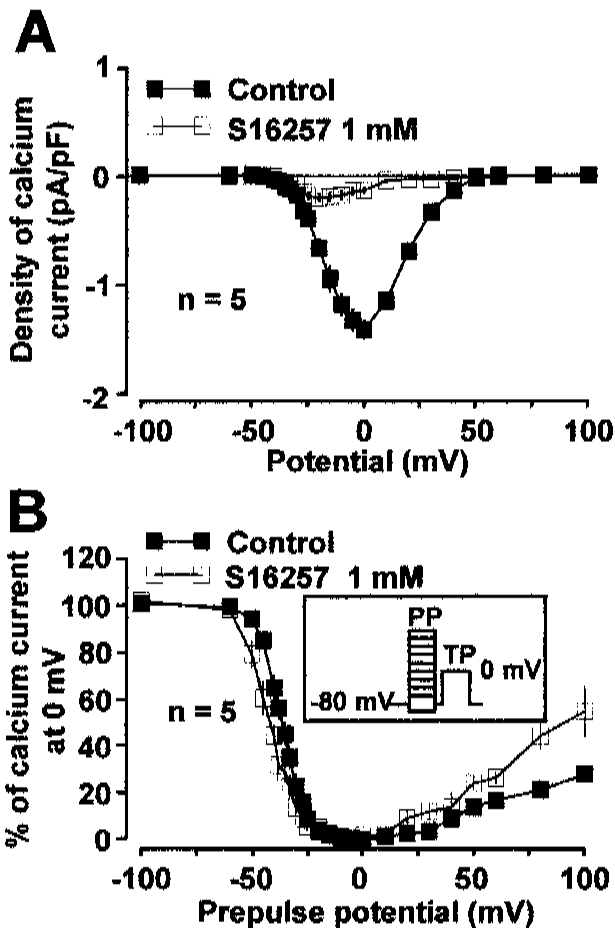 A
Density of calcium
current (pA/pF)
1
0
-1
-2
Control
S16257 1 mM
n = 5
-100
-50
0
50
100
Potential (mV)
B
% of calcium current
at 0 mV
120
100
80
60
40
20
0
Control
S16257 1 mM
n = 5
PP
TP
0 mV
-80 mV
-100
-50
0
50
100
Prepulse potential (mV)